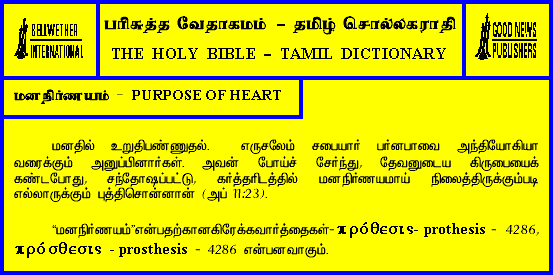 BELLWETHER
INTERNATIONAL
பரிசுத்த வேதாகமம் – தமிழ் சொல்லகராதி
THE HOLY BIBLE – TAMIL DICTIONARY
GOOD NEWS
PUBLISHERS
மனநிர்ணயம் – PURPOSE OF HEART
மனதில் உறுதிபண்ணுதல். எருசலேம் சபையார் பர்னபாவை அந்தியோகியா
வரைக்கும் அனுப்பினார்கள். அவன் போய்ச் சேர்ந்து, தேவனுடைய கிருபையைக்
கண்டபோது, சந்தோஷப்பட்டு, கர்த்தரிடத்தில் மனநிர்ணயமாய் நிலைத்திருக்கும்படி
எல்லாருக்கும் புத்திசொன்னான் (அப் 11:23).
“மனநிர்ணயம்”என்பதற்கானகிரேக்கவார்த்தைகள்- πρόθεσις- prothesis - 4286,
πρόσθεσις - prosthesis - 4286 என்பனவாகும்.